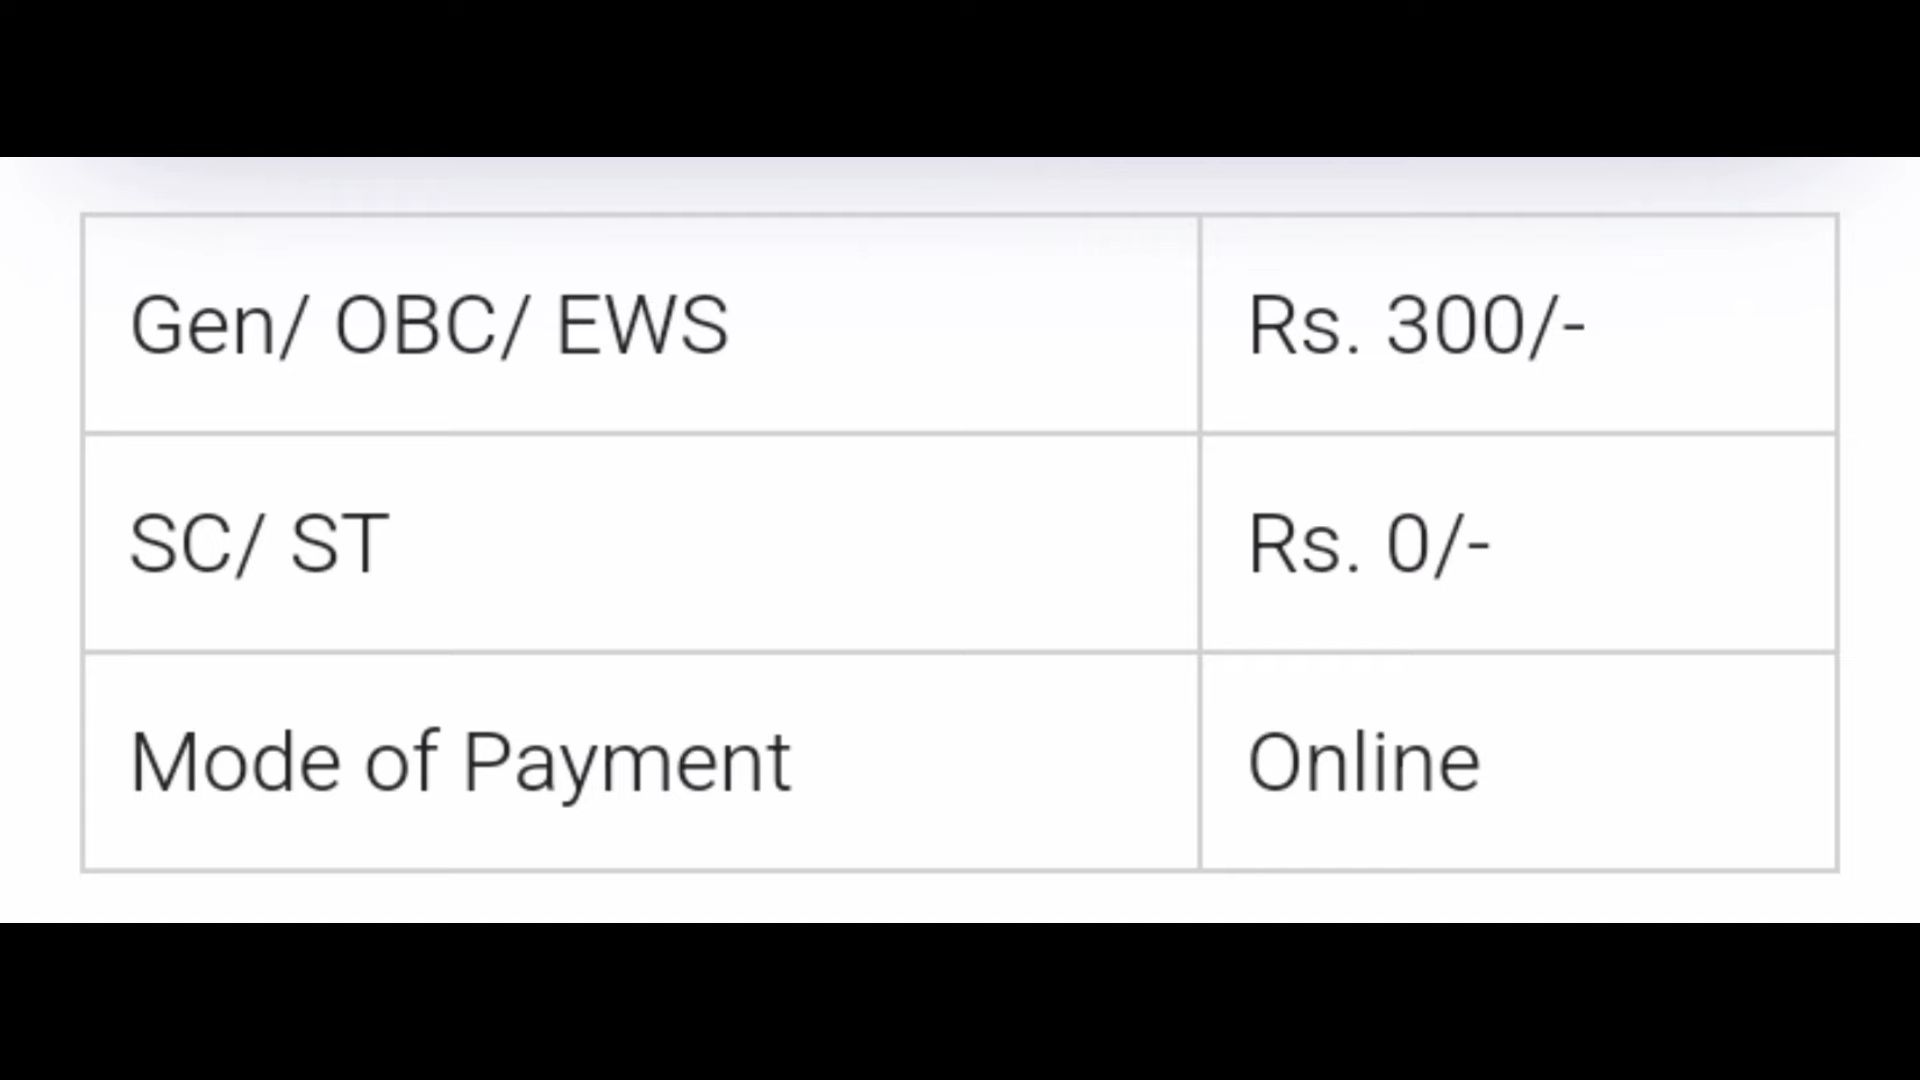 Gen/ OBC/ EWS Rs. 300/-
SC/ ST Rs. 0/-
Mode of Payment Online